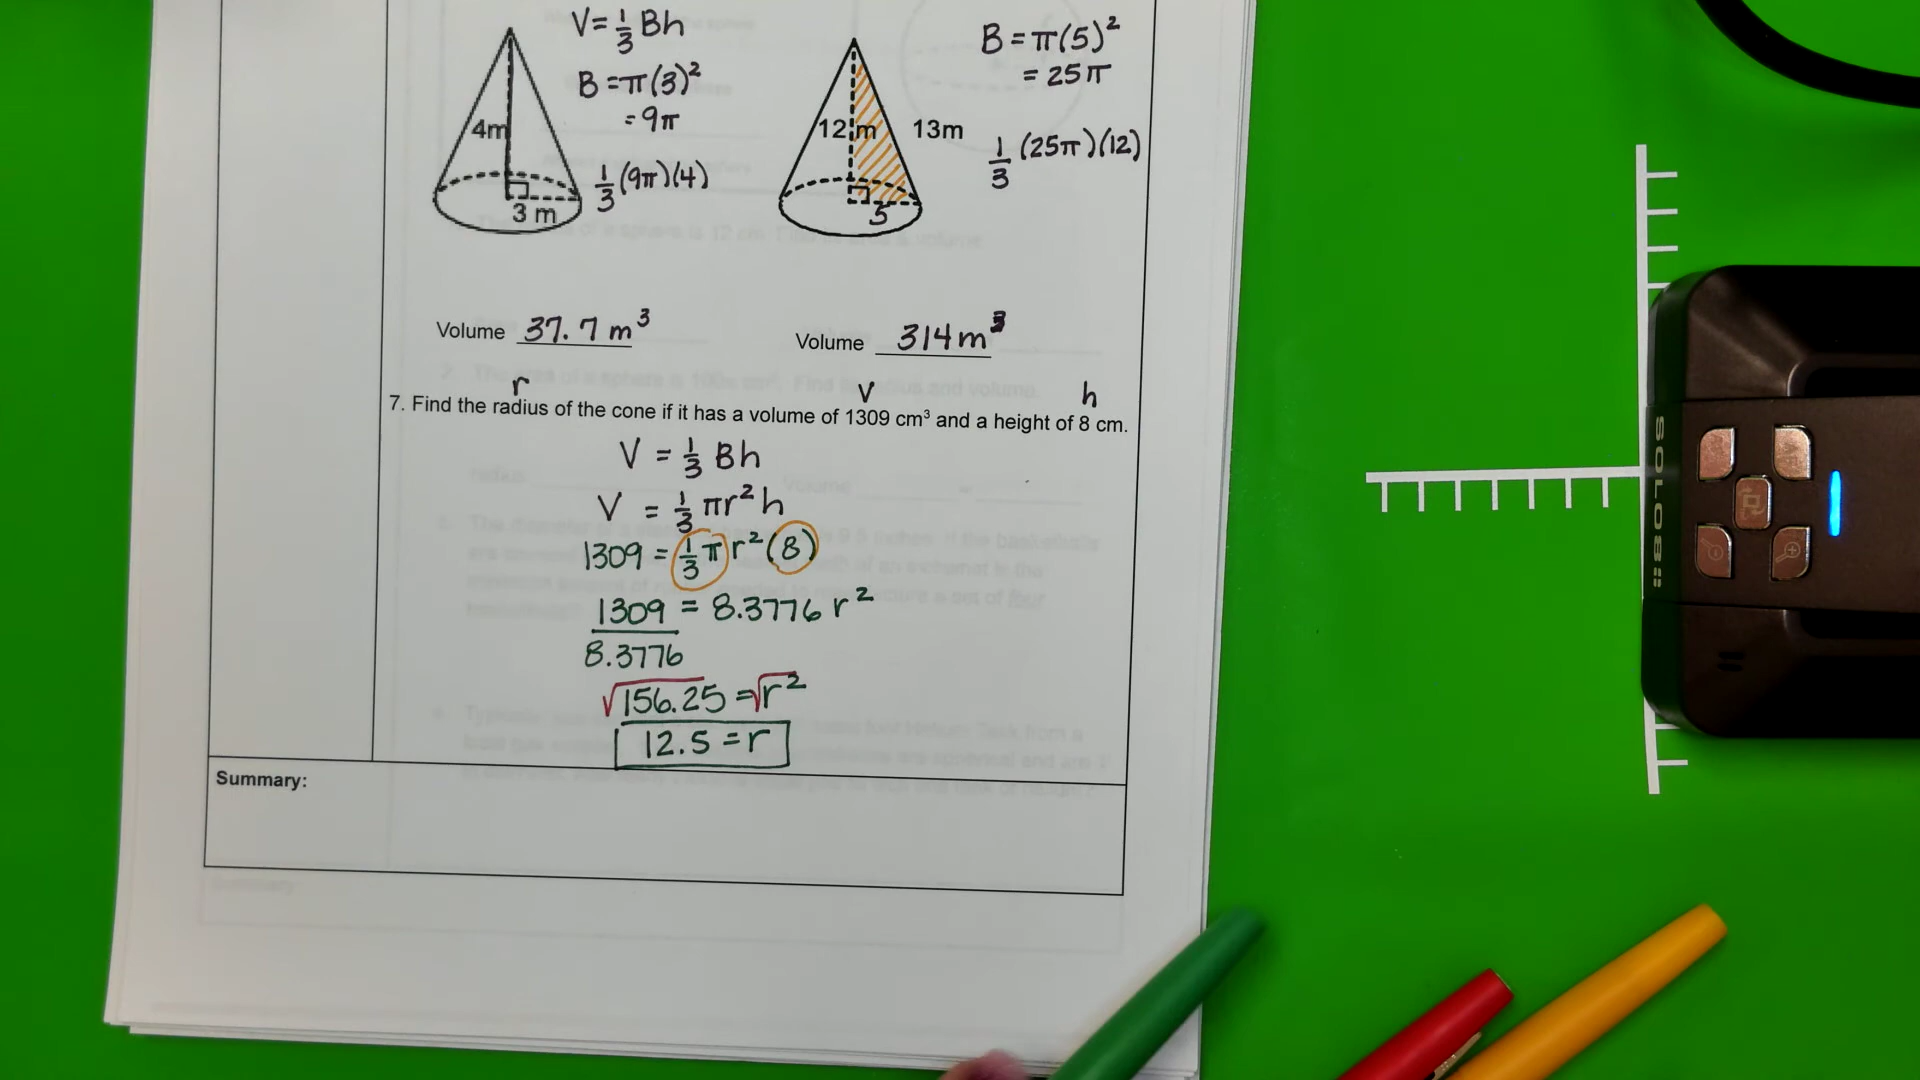 V = 1/3 Bh
B = π(3)²
= 9π
4m
3 m
1/3 (9π)(4)
B = π(5)²
= 25π
12 m
13m
5
1/3 (25π)(12)
Volume 37.7 m³
Volume 314 m³
r
V
h
7. Find the radius of the cone if it has a volume of 1309 cm³ and a height of 8 cm.
V = 1/3 Bh
V = 1/3 πr²h
1309 = 1/3 π r² (8)
1309 = 8.3776 r²
8.3776
√156.25 = √r²
12.5 = r
Summary:
SOLO8